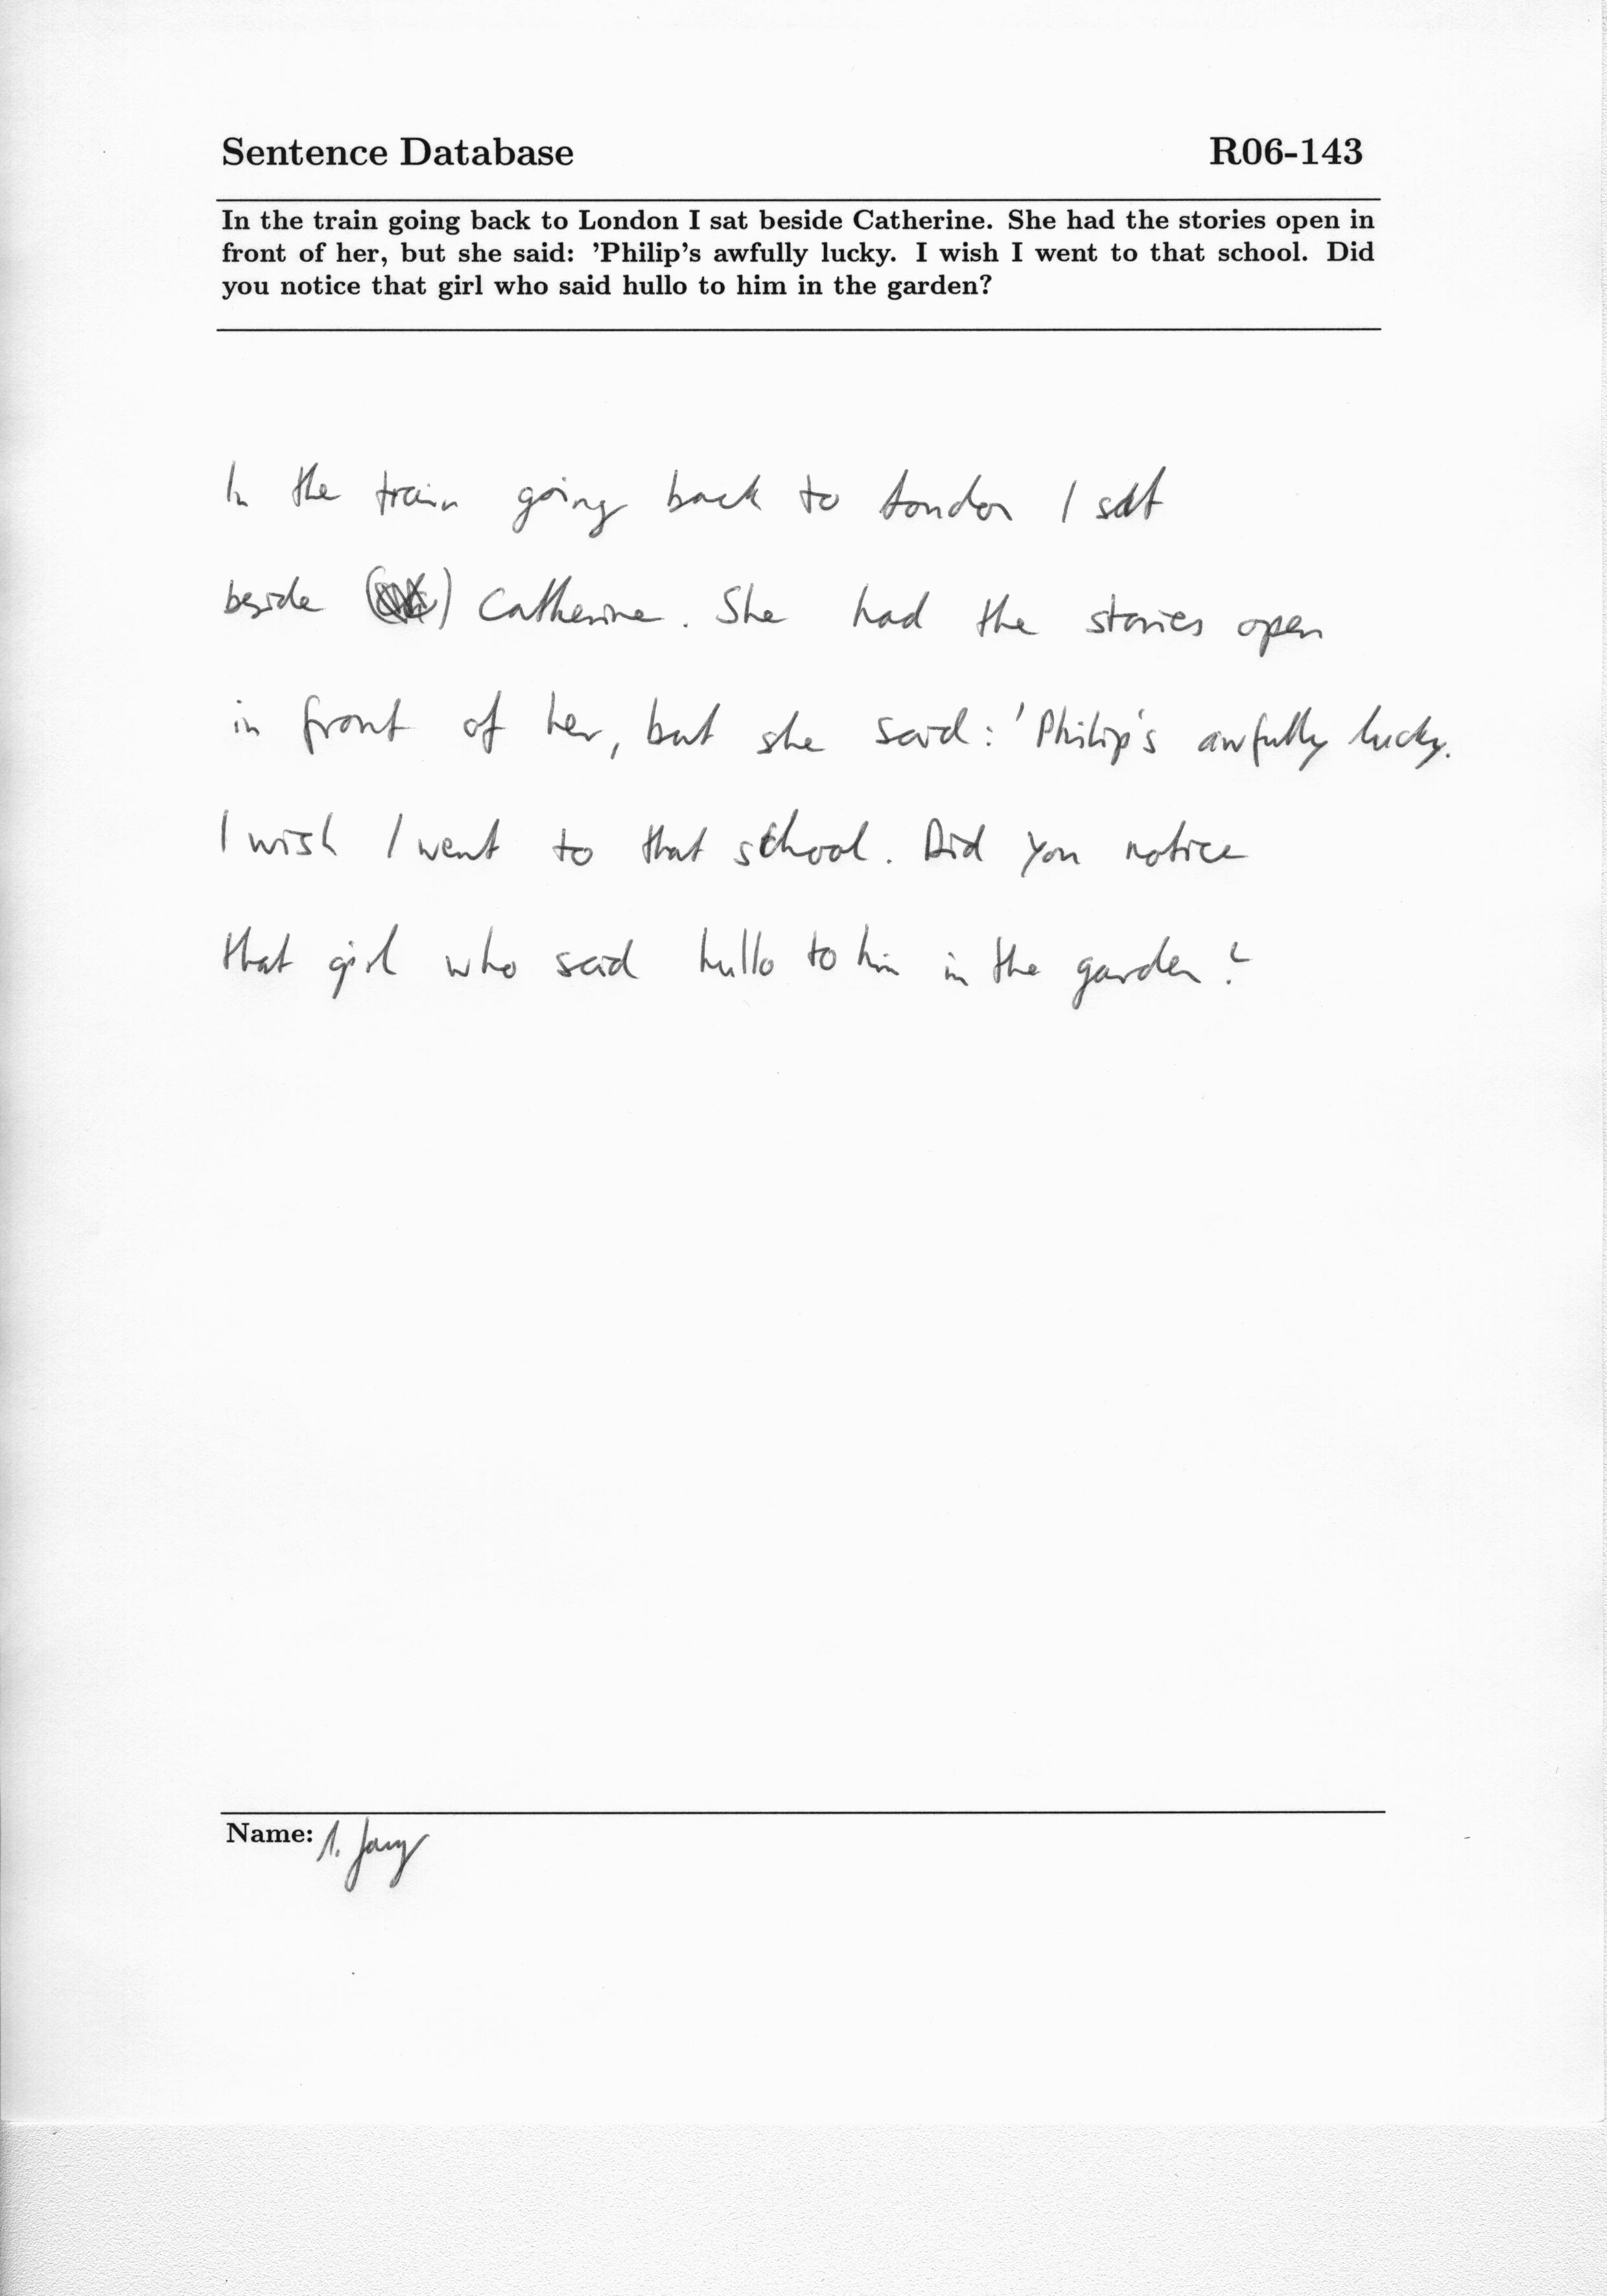 Sentence Database R06-143
In the train going back to London I sat beside Catherine. She had the stories open in
front of her, but she said: 'Philip's awfully lucky. I wish I went to that school. Did
you notice that girl who said hullo to him in the garden?
In the train going back to London I sat
beside Catherine. She had the stories open
in front of her, but she said: 'Philip's awfully lucky.
I wish I went to that school. Did you notice
that girl who said hullo to him in the garden?
Name: